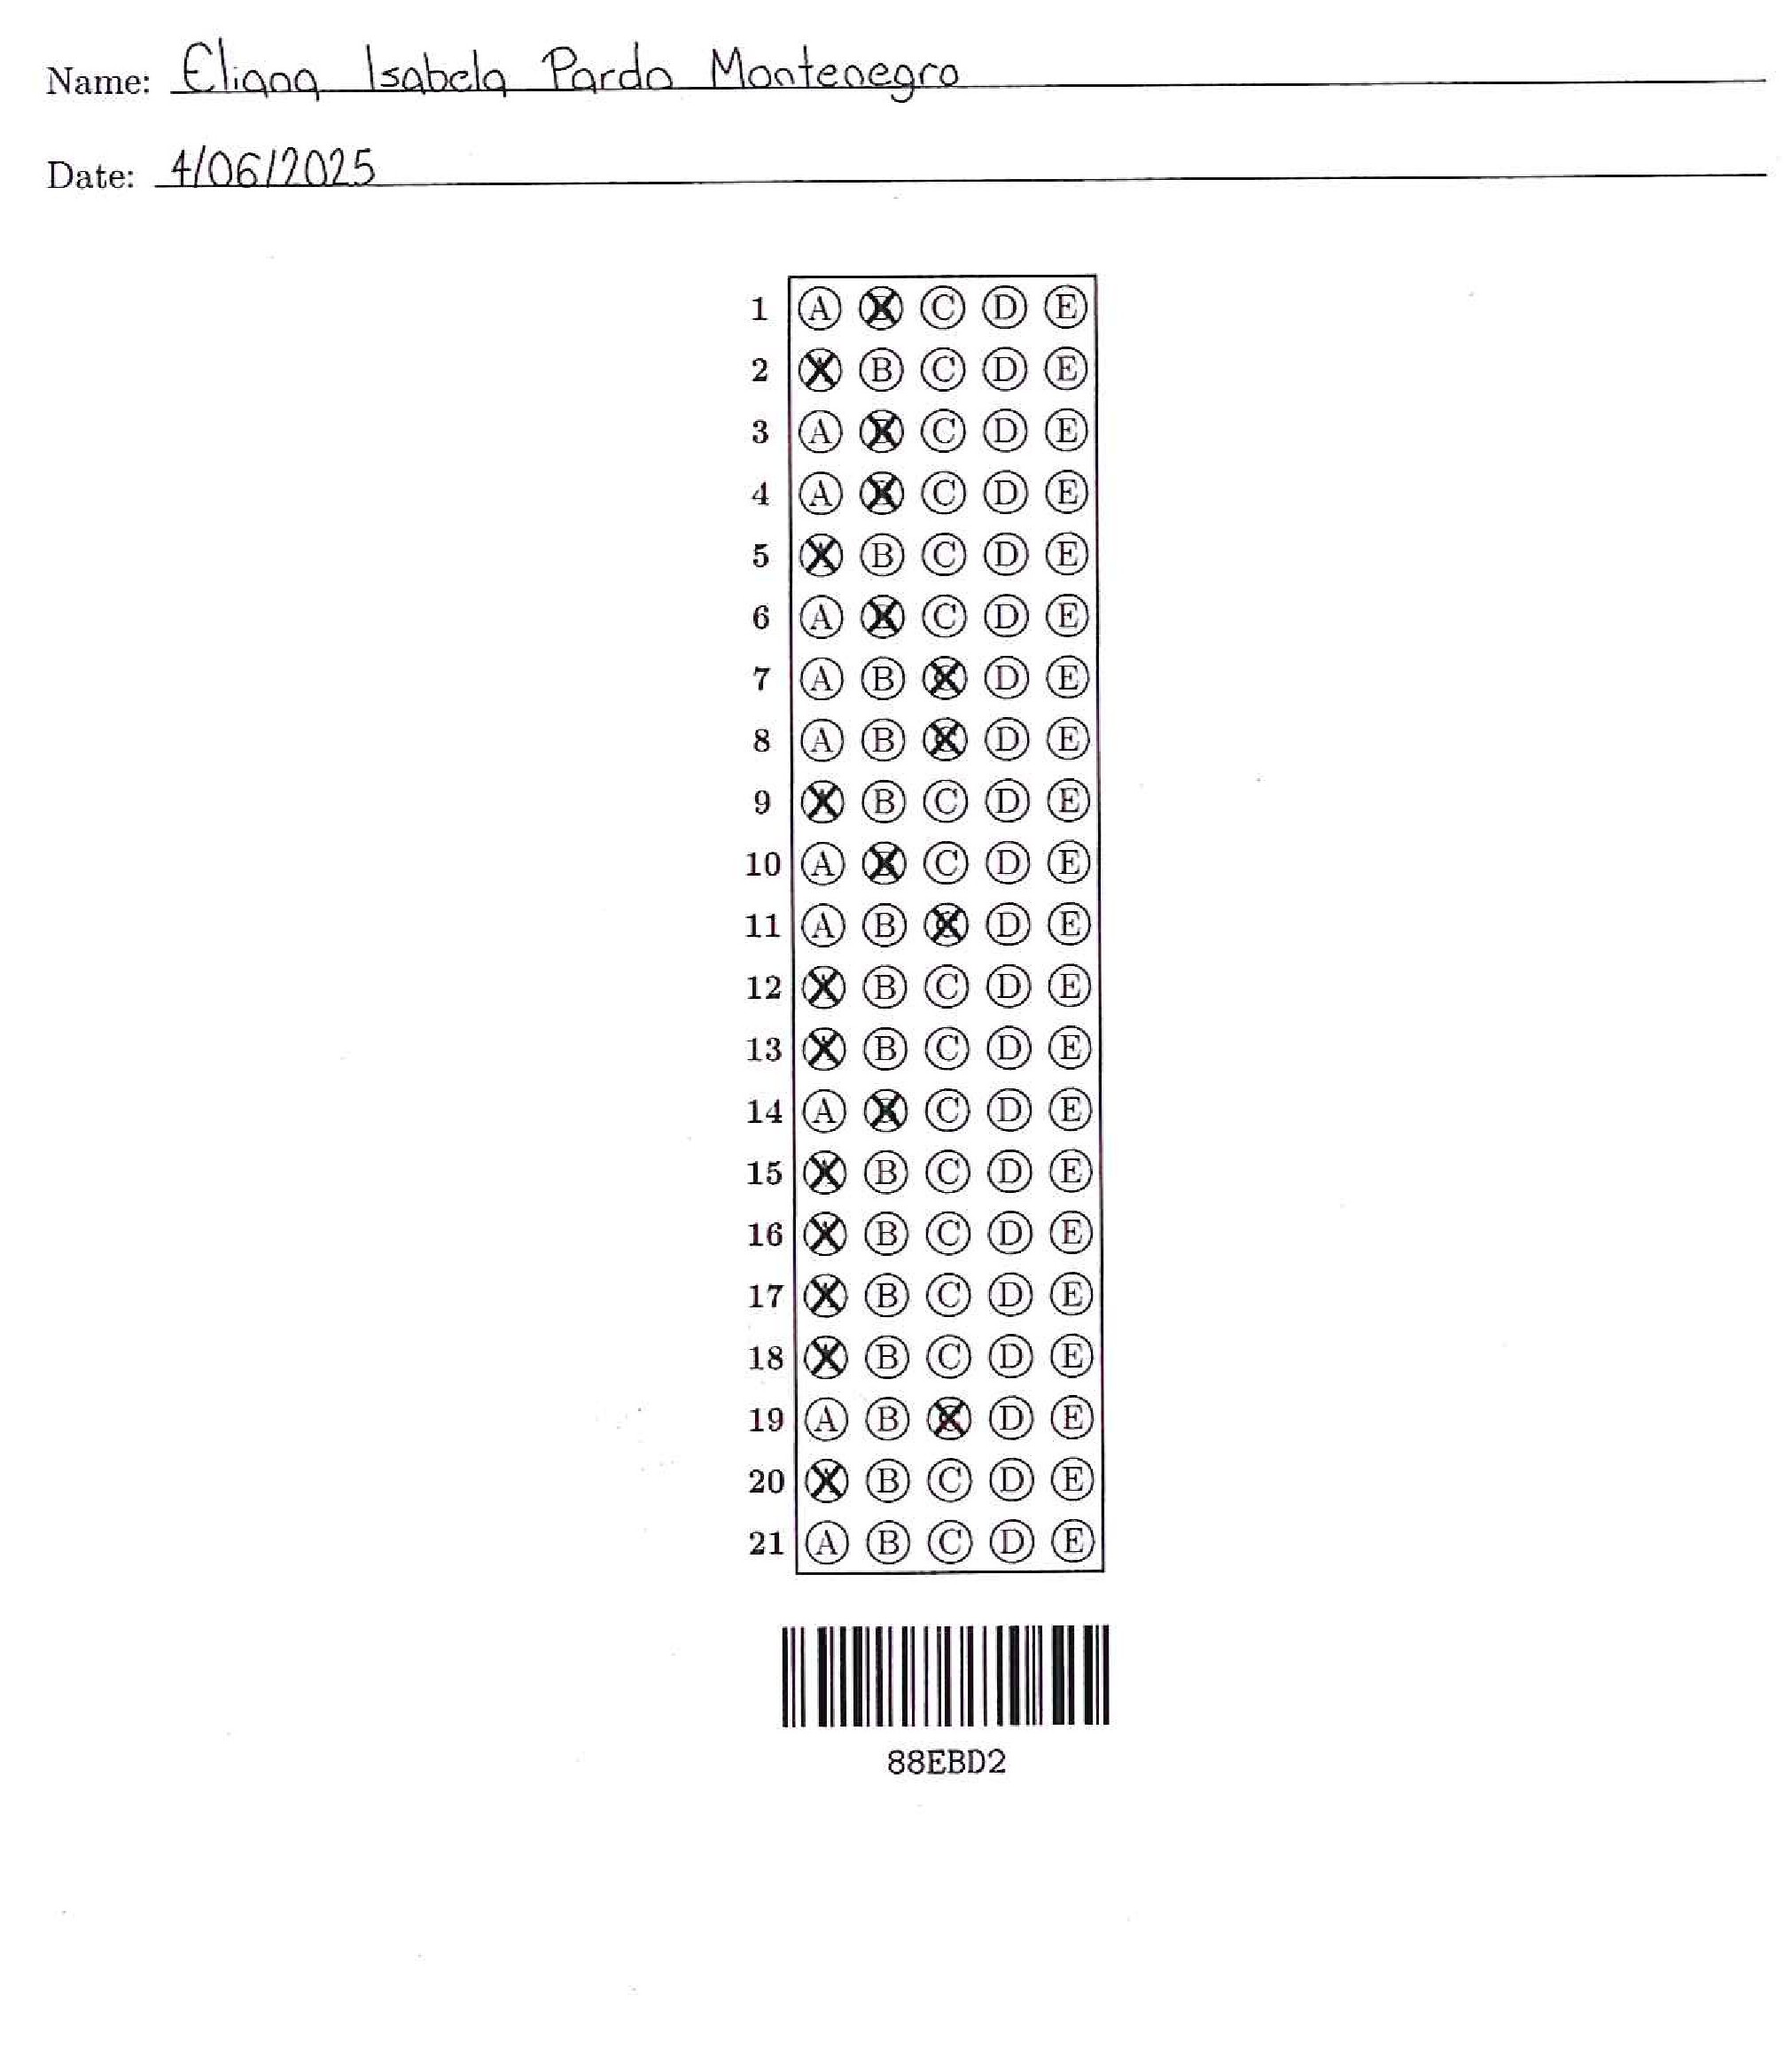 Name: Eliana Isabela Pardo Montenegro
Date: 4/06/2025
1 A C D E
2 B C D E
3 A C D E
4 A C D E
5 B C D E
6 A C D E
7 A B D E
8 A B D E
9 B C D E
10 A C D E
11 A B D E
12 B C D E
13 B C D E
14 A C D E
15 B C D E
16 B C D E
17 B C D E
18 B C D E
19 A B D E
20 B C D E
21 A B C D E
88EBD2